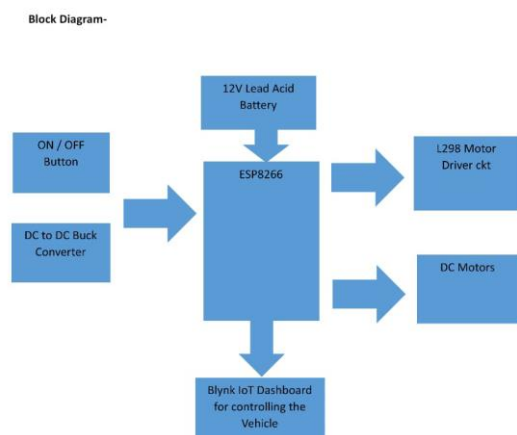 Block Diagram-
12V Lead Acid
Battery
ON / OFF
Button
ESP8266
L298 Motor
Driver ckt
DC to DC Buck
Converter
DC Motors
Blynk IoT Dashboard
for controlling the
Vehicle